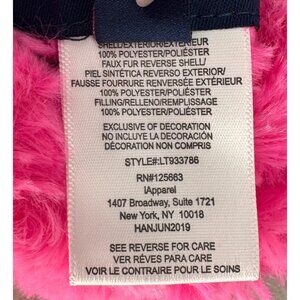 SHELL/EXTERIOR/EXTÉRIEUR
100% POLYESTER/POLIÉSTER
FAUX FUR REVERSE SHELL/
PIEL SINTÉTICA REVERSO EXTERIOR/
FAUSSE FOURRURE RENVERSÉE EXTÉRIEUR
100% POLYESTER/POLIÉSTER
FILLING/RELLENO/REMPLISSAGE
100% POLYESTER/POLIÉSTER
EXCLUSIVE OF DECORATION
NO INCLUYE LA DECORACIÓN
DÉCORATION NON COMPRIS
STYLE#:LT933786
RN#125663
IApparel
1407 Broadway, Suite 1721
New York, NY 10018
HANJUN2019
SEE REVERSE FOR CARE
VER RÉVES PARA CARE
VOIR LE CONTRAIRE POUR LE SOINS